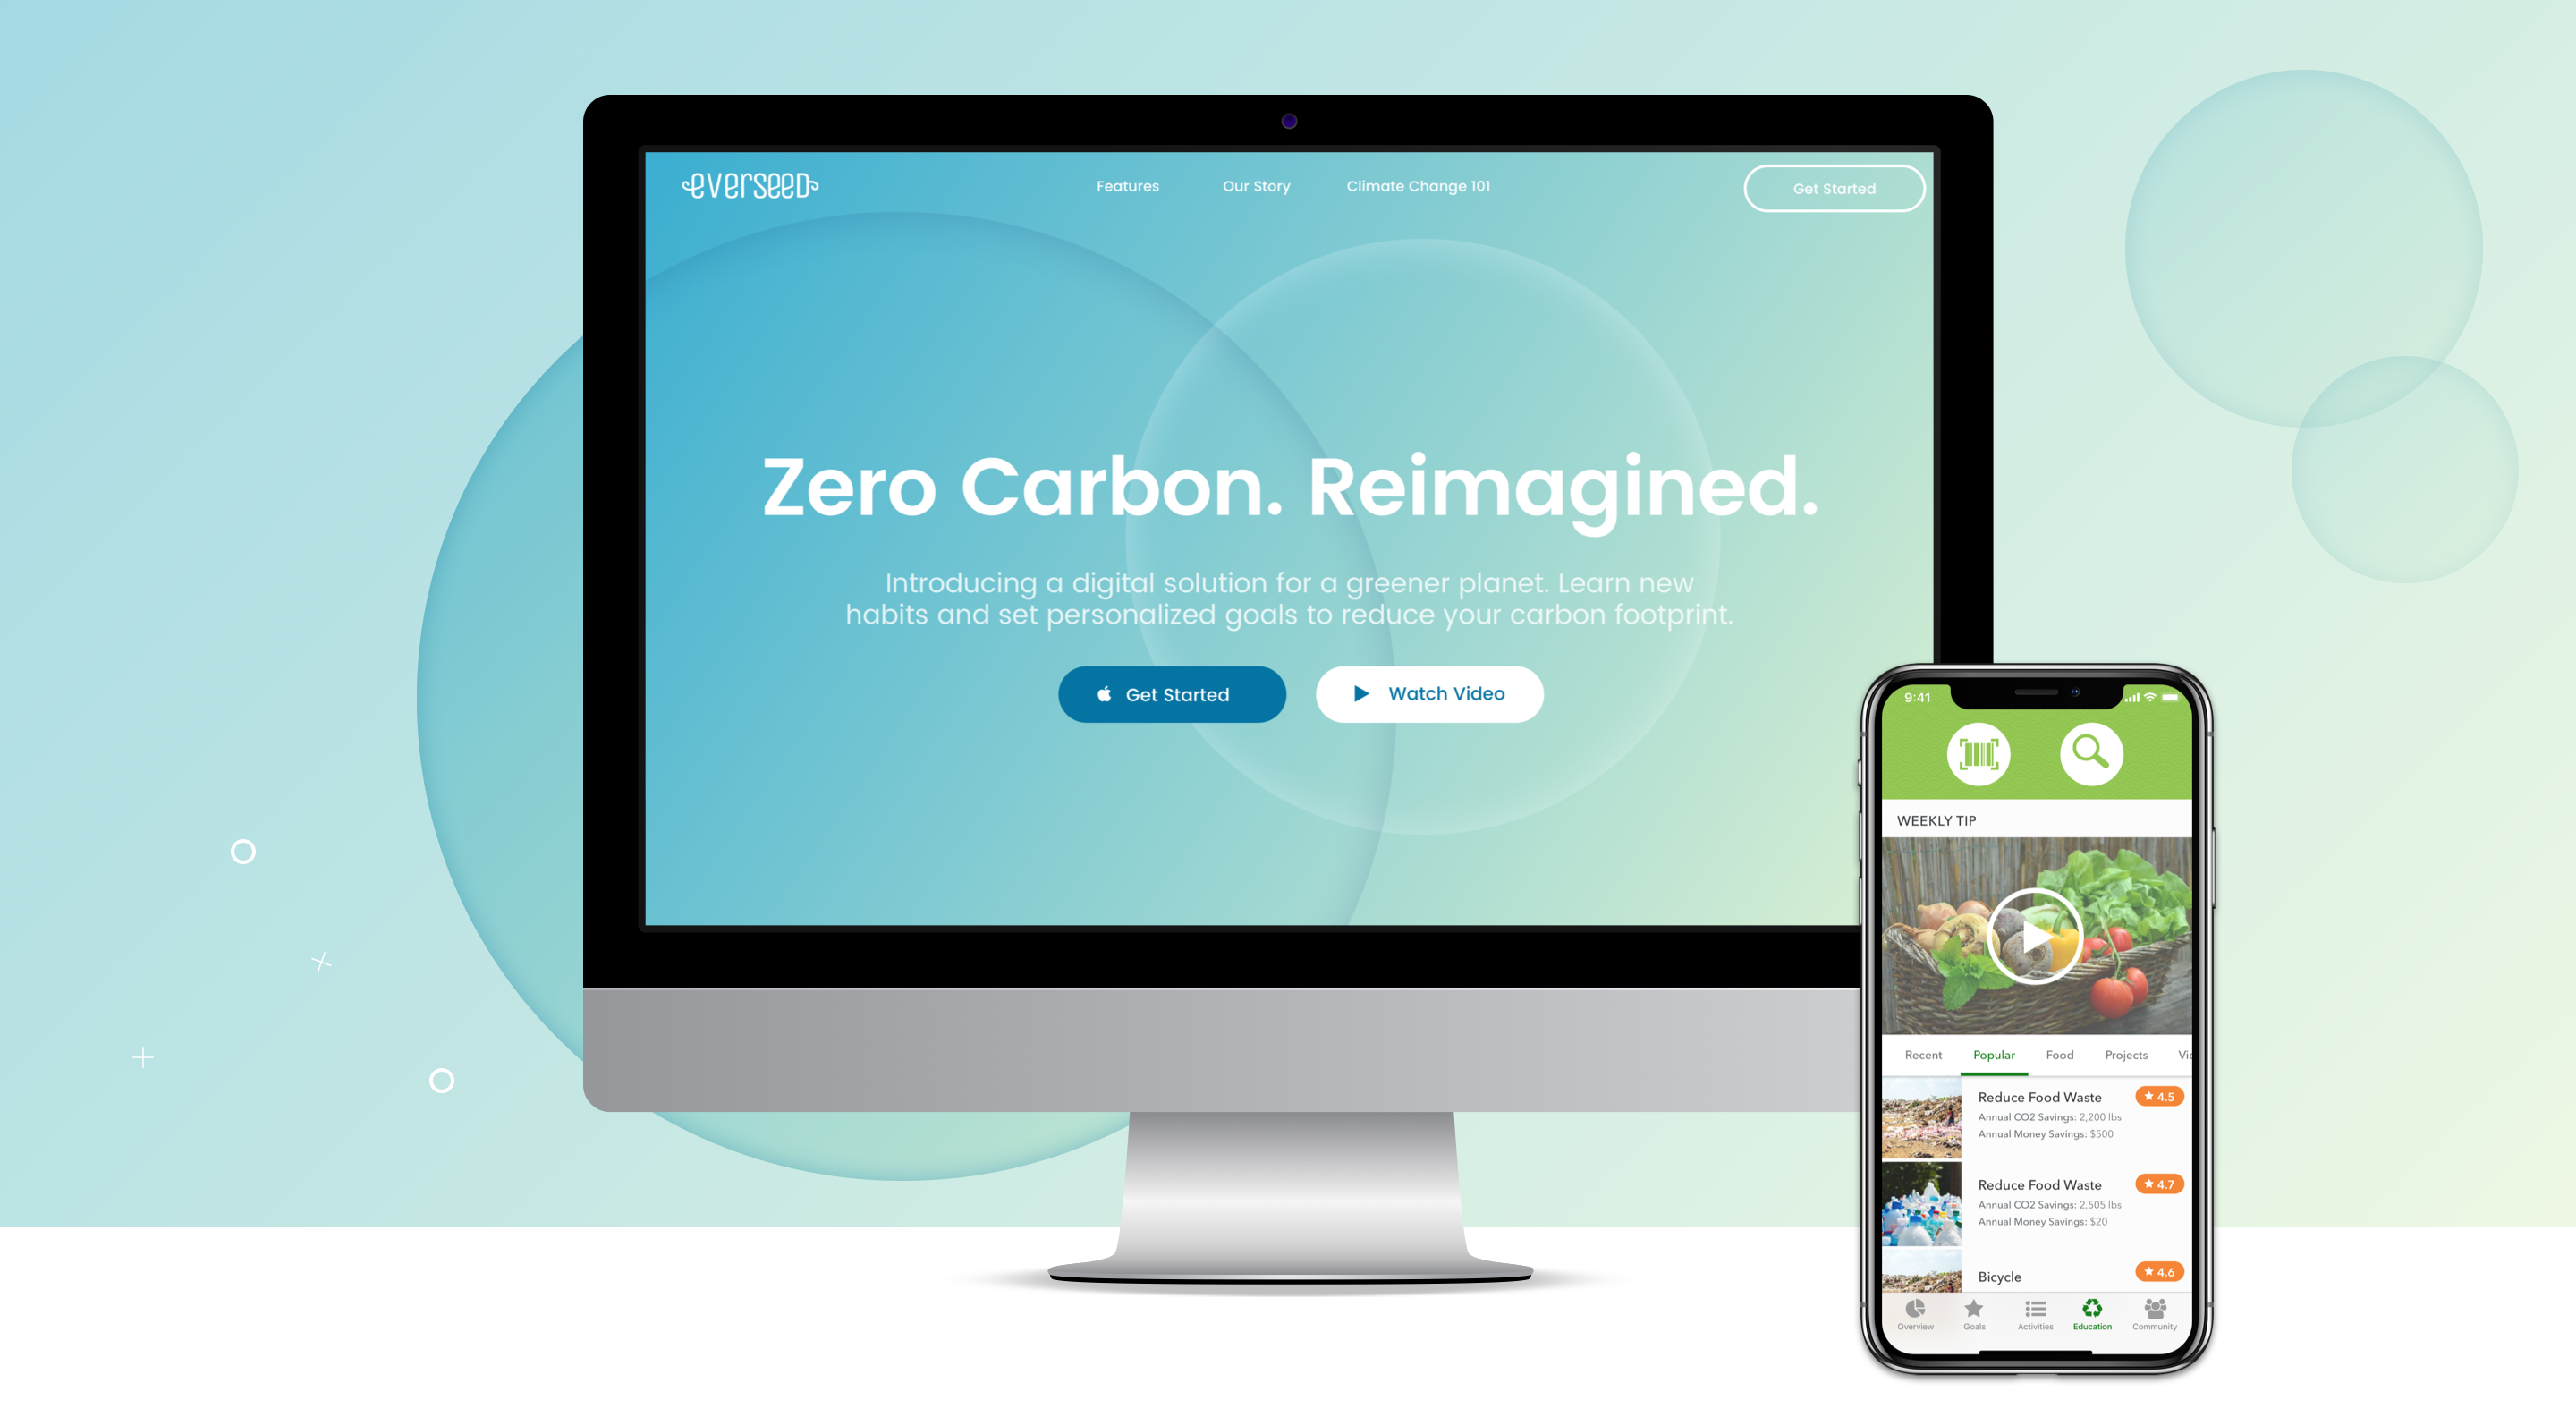 everseed
Features
Our Story
Climate Change 101
Get Started
Zero Carbon. Reimagined.
Introducing a digital solution for a greener planet. Learn new
habits and set personalized goals to reduce your carbon footprint.
Get Started
Watch Video
9:41
WEEKLY TIP
Recent
Popular
Food
Projects
Reduce Food Waste
4.5
Annual CO2 Savings: 2,200 lbs
Annual Money Savings: $500
Reduce Food Waste
4.7
Annual CO2 Savings: 2,505 lbs
Annual Money Savings: $20
Bicycle
4.6
Overview
Goals
Activities
Education
Community